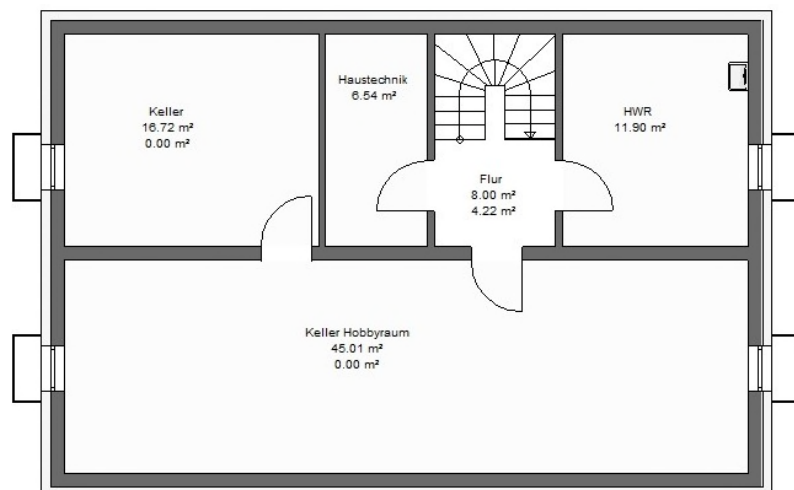 Keller
16.72 m²
0.00 m²
Haustechnik
6.54 m²
HWR
11.90 m²
Flur
8.00 m²
4.22 m²
Keller Hobbyraum
45.01 m²
0.00 m²